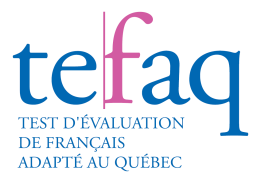 tefaq
TEST D'ÉVALUATION
DE FRANÇAIS
ADAPTÉ AU QUÉBEC